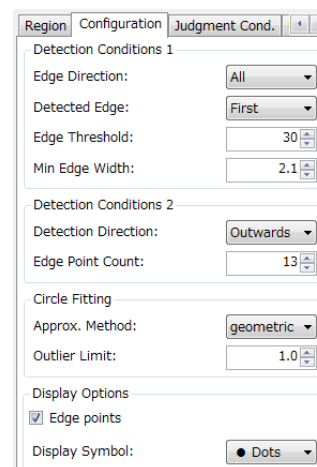 Region Configuration Judgment Cond.
Detection Conditions 1
Edge Direction: All
Detected Edge: First
Edge Threshold: 30
Min Edge Width: 2.1
Detection Conditions 2
Detection Direction: Outwards
Edge Point Count: 13
Circle Fitting
Approx. Method: geometric
Outlier Limit: 1.0
Display Options
Edge points
Display Symbol: ● Dots